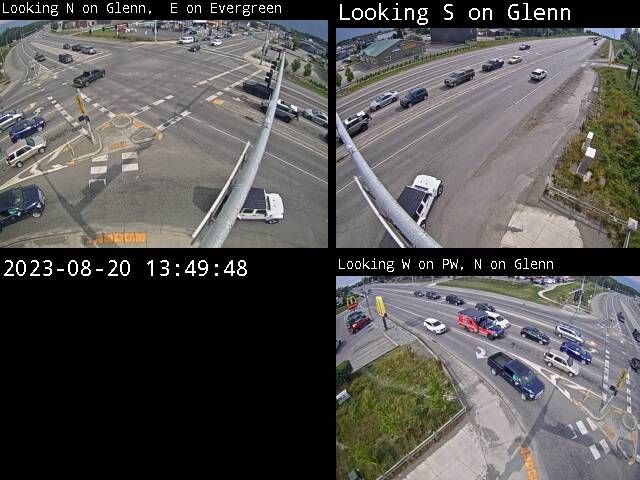 Looking N on Glenn,  E on Evergreen
Looking S on Glenn
2023-08-20 13:49:48
Looking W on PW, N on Glenn